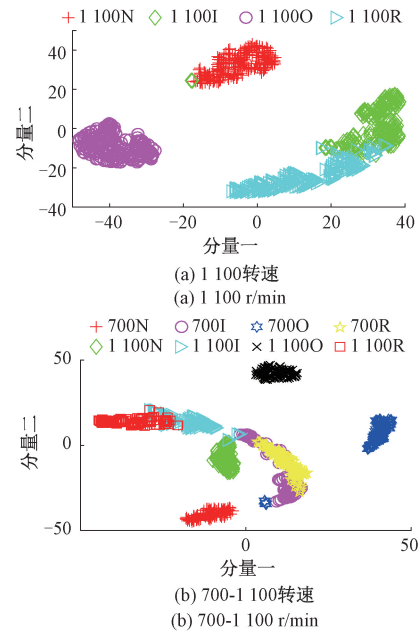 1 100N 1 100I 1 100O 1 100R
40
20
0
−20
−40
分量二
−40 −20 0 20 40
分量一
(a) 1 100转速
(a) 1 100 r/min
700N 700I 700O 700R
1 100N 1 100I 1 100O 1 100R
50
0
−50
分量二
0 50
分量一
(b) 700-1 100转速
(b) 700-1 100 r/min